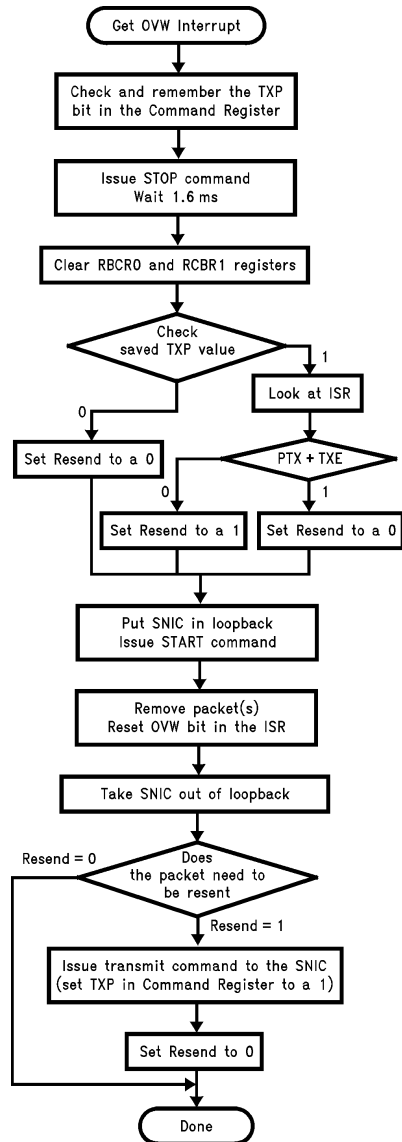 Get OVW Interrupt
Check and remember the TXP
bit in the Command Register
Issue STOP command
Wait 1.6 ms
Clear RBCR0 and RCBR1 registers
Check
saved TXP value
1
Look at ISR
0
Set Resend to a 0
PTX + TXE
0
1
Set Resend to a 1
Set Resend to a 0
Put SNIC in loopback
Issue START command
Remove packet(s)
Reset OVW bit in the ISR
Take SNIC out of loopback
Resend = 0
Does
the packet need to
be resent
Resend = 1
Issue transmit command to the SNIC
(set TXP in Command Register to a 1)
Set Resend to 0
Done